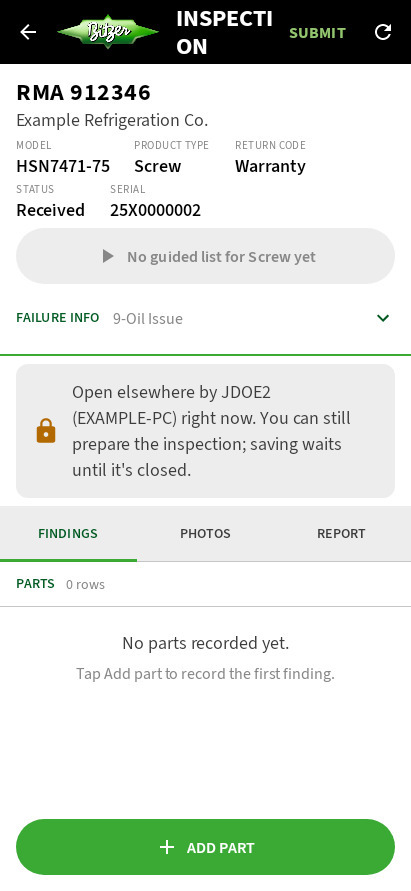 Bitzer
INSPECTI
ON
SUBMIT
RMA 912346
Example Refrigeration Co.
MODEL PRODUCT TYPE RETURN CODE
HSN7471-75 Screw Warranty
STATUS SERIAL
Received 25X0000002
No guided list for Screw yet
FAILURE INFO 9-Oil Issue
Open elsewhere by JDOE2
(EXAMPLE-PC) right now. You can still
prepare the inspection; saving waits
until it's closed.
FINDINGS PHOTOS REPORT
PARTS 0 rows
No parts recorded yet.
Tap Add part to record the first finding.
ADD PART